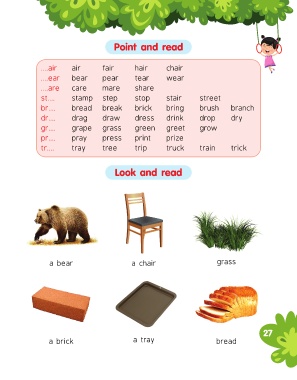 Point and read
...air air fair hair chair
...ear bear pear tear wear
...are care mare share
st... stamp step stop stair street
br... bread break brick bring brush branch
dr... drag draw dress drink drop dry
gr... grape grass green greet grow
pr... pray press print prize
tr... tray tree trip truck train trick
Look and read
a bear a chair grass
a brick a tray bread
27